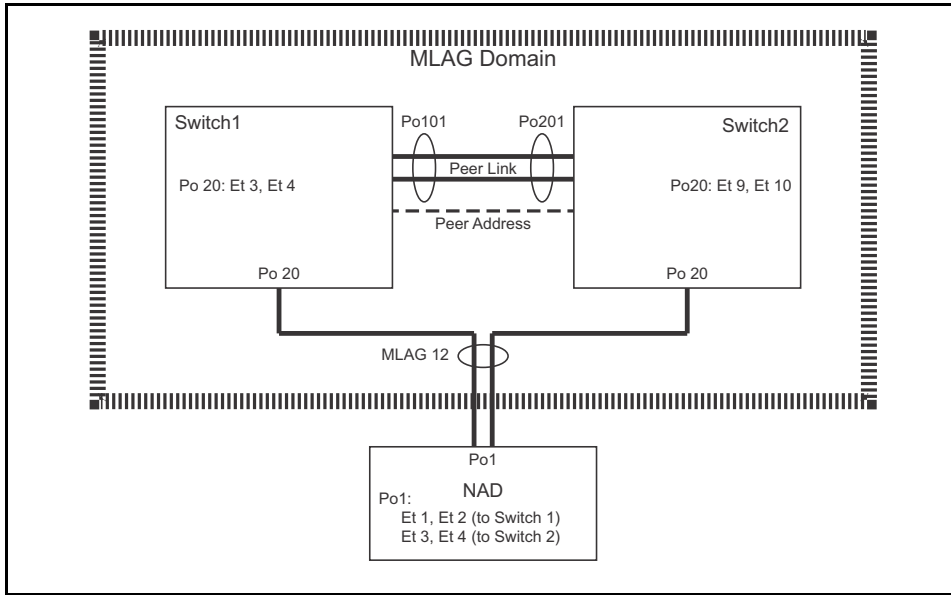 MLAG Domain
Switch1
Po101
Po201
Switch2
Peer Link
Po 20: Et 3, Et 4
Po20: Et 9, Et 10
Peer Address
Po 20
Po 20
MLAG 12
Po1
NAD
Po1:
Et 1, Et 2 (to Switch 1)
Et 3, Et 4 (to Switch 2)